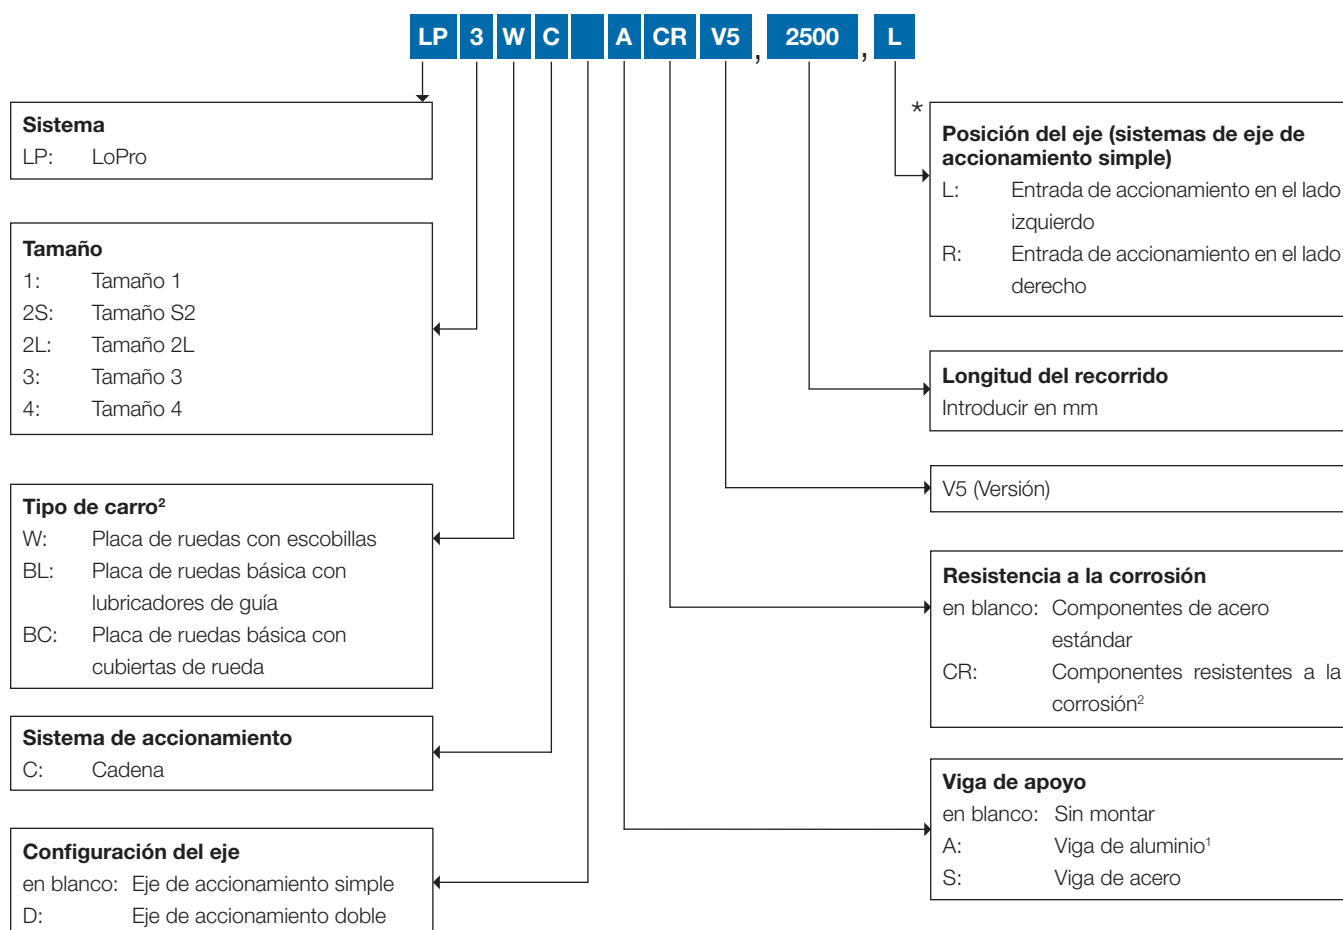 LP 3 W C A CR V5 , 2500 , L
Sistema
LP: LoPro
Tamaño
1: Tamaño 1
2S: Tamaño S2
2L: Tamaño 2L
3: Tamaño 3
4: Tamaño 4
Tipo de carro²
W: Placa de ruedas con escobillas
BL: Placa de ruedas básica con
lubricadores de guía
BC: Placa de ruedas básica con
cubiertas de rueda
Sistema de accionamiento
C: Cadena
Configuración del eje
en blanco: Eje de accionamiento simple
D: Eje de accionamiento doble
*
Posición del eje (sistemas de eje de
accionamiento simple)
L: Entrada de accionamiento en el lado
izquierdo
R: Entrada de accionamiento en el lado
derecho
Longitud del recorrido
Introducir en mm
V5 (Versión)
Resistencia a la corrosión
en blanco: Componentes de acero
estándar
CR: Componentes resistentes a la
corrosión²
Viga de apoyo
en blanco: Sin montar
A: Viga de aluminio¹
S: Viga de acero